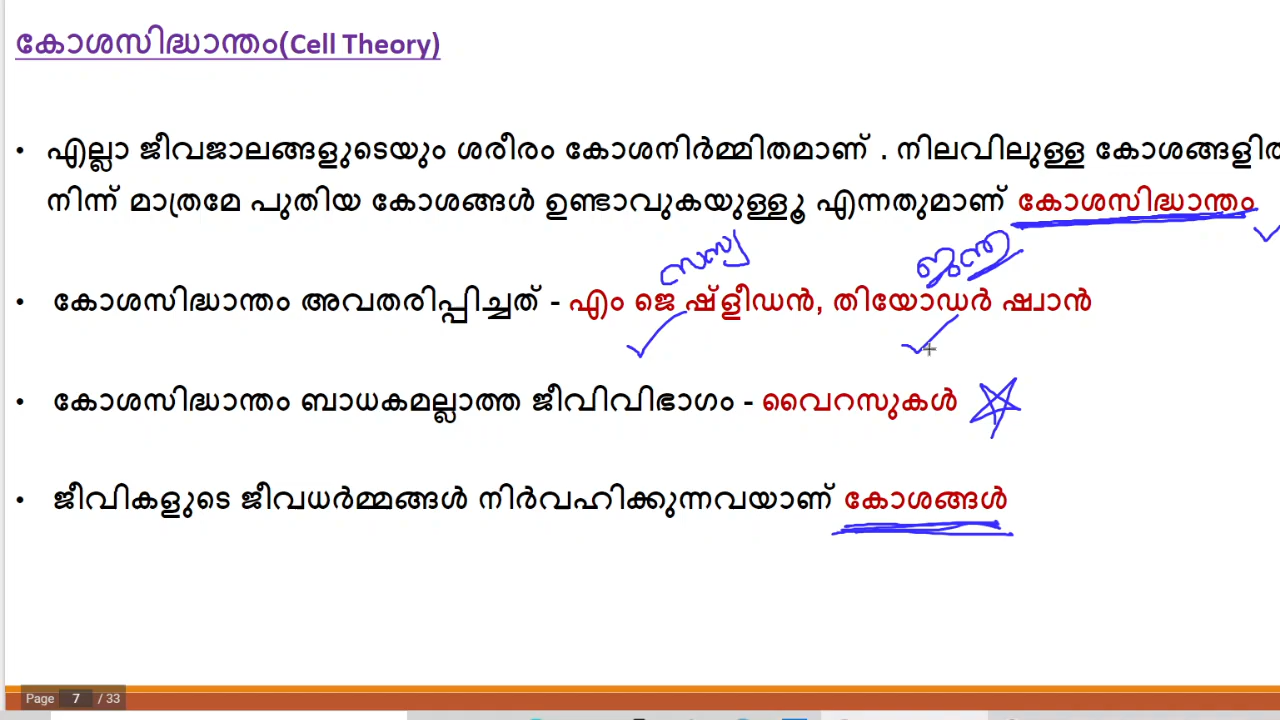 കോശസിദ്ധാന്തം(Cell Theory)
• എല്ലാ ജീവജാലങ്ങളുടെയും ശരീരം കോശനിർമ്മിതമാണ് . നിലവിലുള്ള
നിന്ന് മാത്രമേ പുതിയ കോശങ്ങൾ ഉണ്ടാവുകയുള്ളൂ എന്നതുമാണ് കോശസിദ്ധാന്തം
സസ്യ ജന്തു
• കോശസിദ്ധാന്തം അവതരിപ്പിച്ചത് - എം ജെ ഷ്ളീഡൻ, തിയോഡർ ഷ്വാൻ
• കോശസിദ്ധാന്തം ബാധകമല്ലാത്ത ജീവിവിഭാഗം - വൈറസുകൾ
• ജീവികളുടെ ജീവധർമ്മങ്ങൾ നിർവഹിക്കുന്നവയാണ് കോശങ്ങൾ
Page 7 / 33